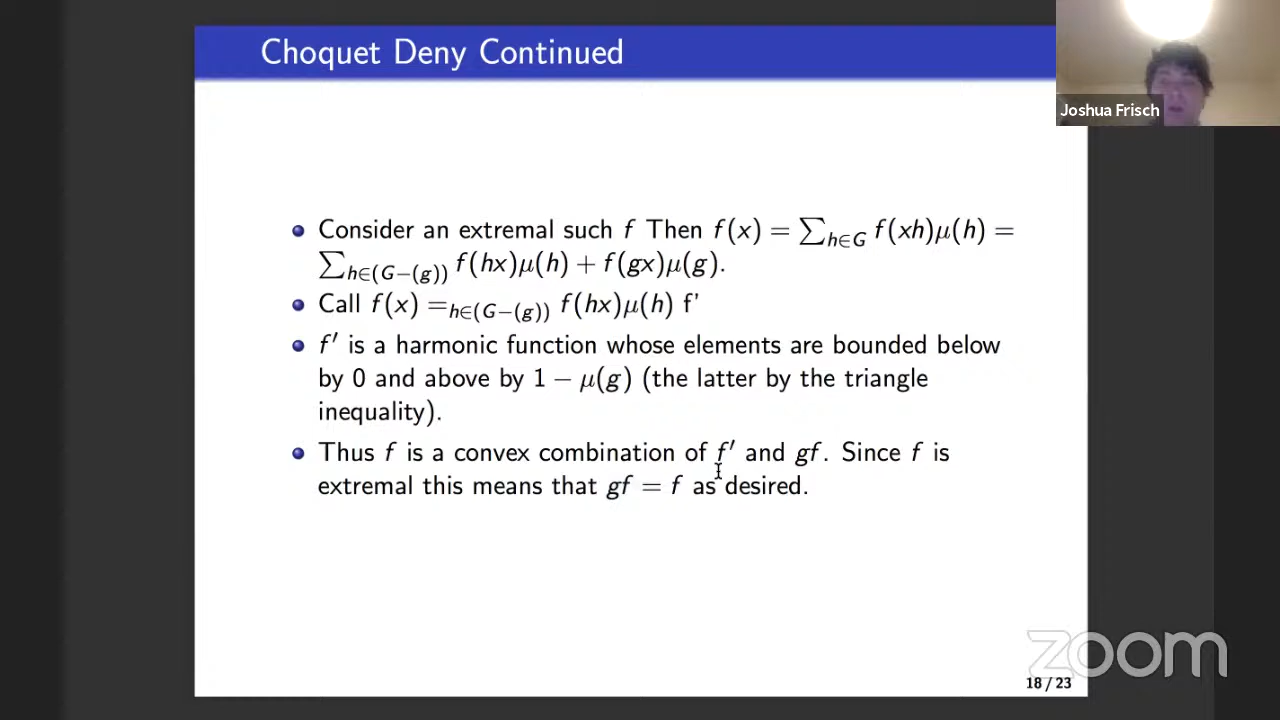 Choquet Deny Continued
Joshua Frisch
Consider an extremal such f Then f(x) = ∑_{h∈G} f(xh)μ(h) =
∑_{h∈(G−(g))} f(hx)μ(h) + f(gx)μ(g).
Call f(x) =_{h∈(G−(g))} f(hx)μ(h) f'
f′ is a harmonic function whose elements are bounded below
by 0 and above by 1 − μ(g) (the latter by the triangle
inequality).
Thus f is a convex combination of f′ and gf. Since f is
extremal this means that gf = f as desired.
zoom
18 / 23